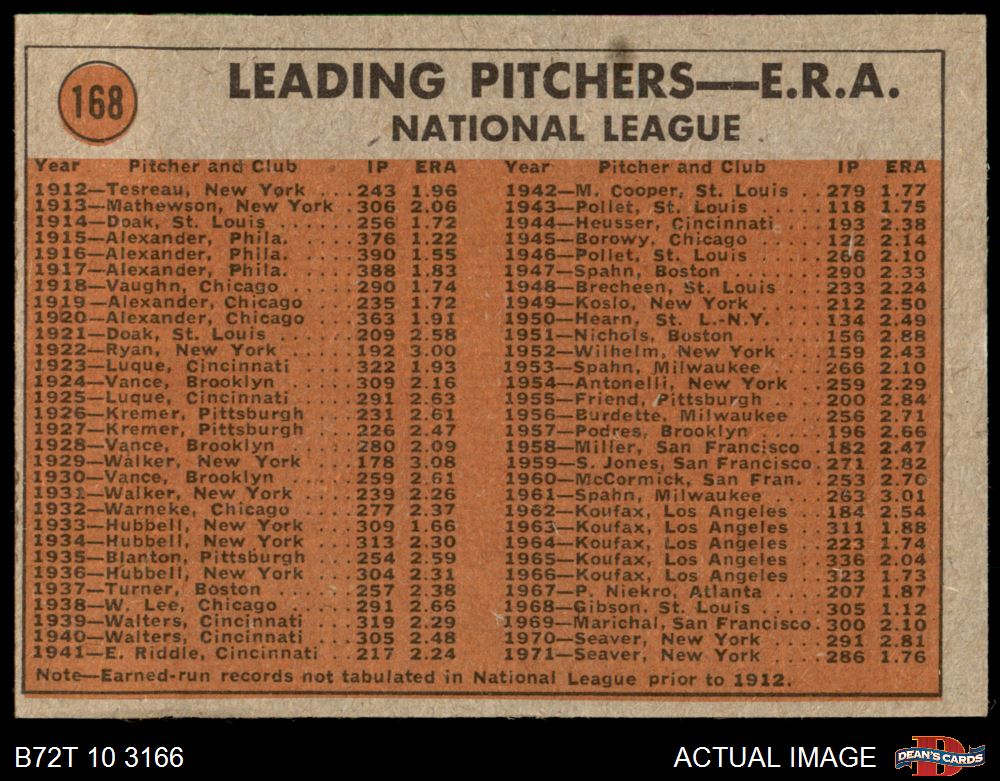 168
LEADING PITCHERS—E.R.A.
NATIONAL LEAGUE
Year Pitcher and Club IP ERA
1912—Tesreau, New York ...243 1.96
1913—Mathewson, New York .306 2.06
1914—Doak, St. Louis ......256 1.72
1915—Alexander, Phila. ....376 1.22
1916—Alexander, Phila. ....390 1.55
1917—Alexander, Phila. ....388 1.83
1918—Vaughn, Chicago .....290 1.74
1919—Alexander, Chicago ...235 1.72
1920—Alexander, Chicago ...363 1.91
1921—Doak, St. Louis ......209 2.58
1922—Ryan, New York .....192 3.00
1923—Luque, Cincinnati ....322 1.93
1924—Vance, Brooklyn .....309 2.16
1925—Luque, Cincinnati ....291 2.63
1926—Kremer, Pittsburgh ...231 2.61
1927—Kremer, Pittsburgh ...226 2.47
1928—Vance, Brooklyn .....280 2.09
1929—Walker, New York ...178 3.08
1930—Vance, Brooklyn .....259 2.61
1931—Walker, New York ....239 2.26
1932—Warneke, Chicago ....277 2.37
1933—Hubbell, New York ...309 1.66
1934—Hubbell, New York ...313 2.30
1935—Blanton, Pittsburgh ...254 2.59
1936—Hubbell, New York ...304 2.31
1937—Turner, Boston ......257 2.38
1938—W. Lee, Chicago .....291 2.66
1939—Walters, Cincinnati ...319 2.29
1940—Walters, Cincinnati ...305 2.48
1941—E. Riddle, Cincinnati ..217 2.24
Year Pitcher and Club IP ERA
1942—M. Cooper, St. Louis ..279 1.77
1943—Pollet, St. Louis ......118 1.75
1944—Heusser, Cincinnati ....193 2.38
1945—Borowy, Chicago .....122 2.14
1946—Pollet, St. Louis ......266 2.10
1947—Spahn, Boston .......290 2.33
1948—Brecheen, St. Louis ...233 2.24
1949—Koslo, New York .....212 2.50
1950—Hearn, St. L.-N.Y. ....134 2.49
1951—Nichols, Boston ......156 2.88
1952—Wilhelm, New York ..159 2.43
1953—Spahn, Milwaukee ....266 2.10
1954—Antonelli, New York ..259 2.29
1955—Friend, Pittsburgh ....200 2.84
1956—Burdette, Milwaukee ..256 2.71
1957—Podres, Brooklyn .....196 2.66
1958—Miller, San Francisco .182 2.47
1959—S. Jones, San Francisco.271 2.82
1960—McCormick, San Fran. .253 2.70
1961—Spahn, Milwaukee ....263 3.01
1962—Koufax, Los Angeles ..184 2.54
1963—Koufax, Los Angeles ..311 1.88
1964—Koufax, Los Angeles ..223 1.74
1965—Koufax, Los Angeles ..336 2.04
1966—Koufax, Los Angeles ..323 1.73
1967—P. Niekro, Atlanta ....207 1.87
1968—Gibson, St. Louis .....305 1.12
1969—Marichal, San Francisco.300 2.10
1970—Seaver, New York ....291 2.81
1971—Seaver, New York ....286 1.76
Note—Earned-run records not tabulated in National League prior to 1912.
B72T 10 3166
ACTUAL IMAGE
D
DEAN'S CARDS